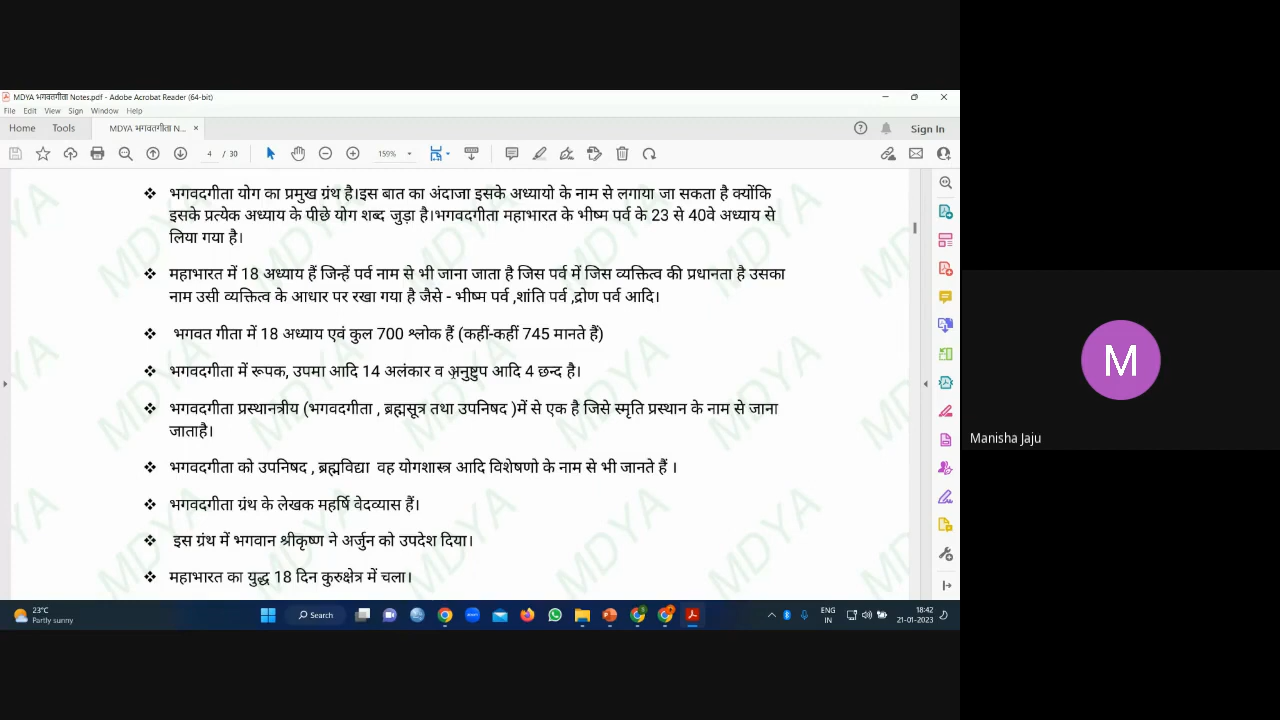 MDYA भगवतगीता Notes.pdf - Adobe Acrobat Reader (64-bit)
File Edit View Sign Window Help
Home Tools MDYA भगवतगीता N... × Sign In
4 / 30 159%
❖ भगवदगीता योग का प्रमुख ग्रंथ है।इस बात का अंदाजा इसके अध्यायो के नाम से लगाया जा सकता है क्योंकि
इसके प्रत्येक अध्याय के पीछे योग शब्द जुड़ा है।भगवदगीता महाभारत के भीष्म पर्व के 23 से 40वे अध्याय से
लिया गया है।
❖ महाभारत में 18 अध्याय हैं जिन्हें पर्व नाम से भी जाना जाता है जिस पर्व में जिस व्यक्तित्व की प्रधानता है उसका
नाम उसी व्यक्तित्व के आधार पर रखा गया है जैसे - भीष्म पर्व ,शांति पर्व ,द्रोण पर्व आदि।
❖ भगवत गीता में 18 अध्याय एवं कुल 700 श्लोक हैं (कहीं-कहीं 745 मानते हैं)
❖ भगवदगीता में रूपक, उपमा आदि 14 अलंकार व अनुष्टुप आदि 4 छन्द है।
❖ भगवदगीता प्रस्थानत्रीय (भगवदगीता , ब्रह्मसूत्र तथा उपनिषद )में से एक है जिसे स्मृति प्रस्थान के नाम से जाना
जाताहै।
❖ भगवदगीता को उपनिषद , ब्रह्मविद्या वह योगशास्त्र आदि विशेषणो के नाम से भी जानते हैं ।
❖ भगवदगीता ग्रंथ के लेखक महर्षि वेदव्यास हैं।
❖ इस ग्रंथ में भगवान श्रीकृष्ण ने अर्जुन को उपदेश दिया।
❖ महाभारत का युद्ध 18 दिन कुरुक्षेत्र में चला।
MDYA
M
Manisha Jaju
23°C
Partly sunny
Search
ENG
IN
18:42
21-01-2023